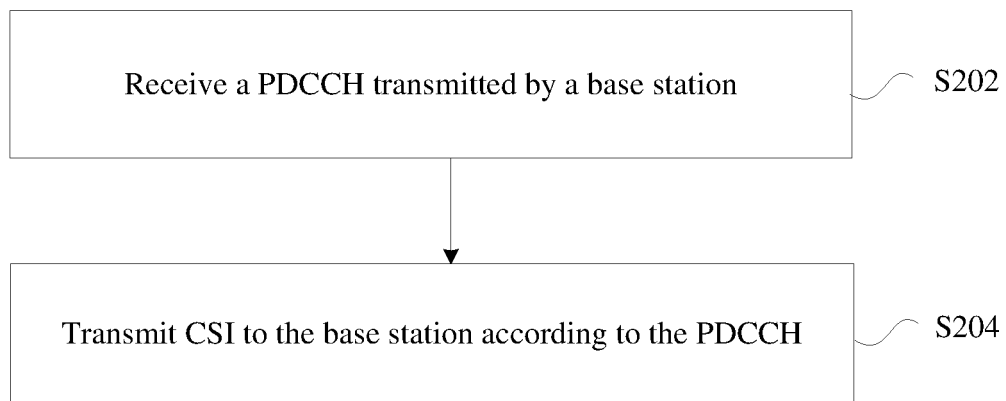 Receive a PDCCH transmitted by a base station
S202
Transmit CSI to the base station according to the PDCCH
S204